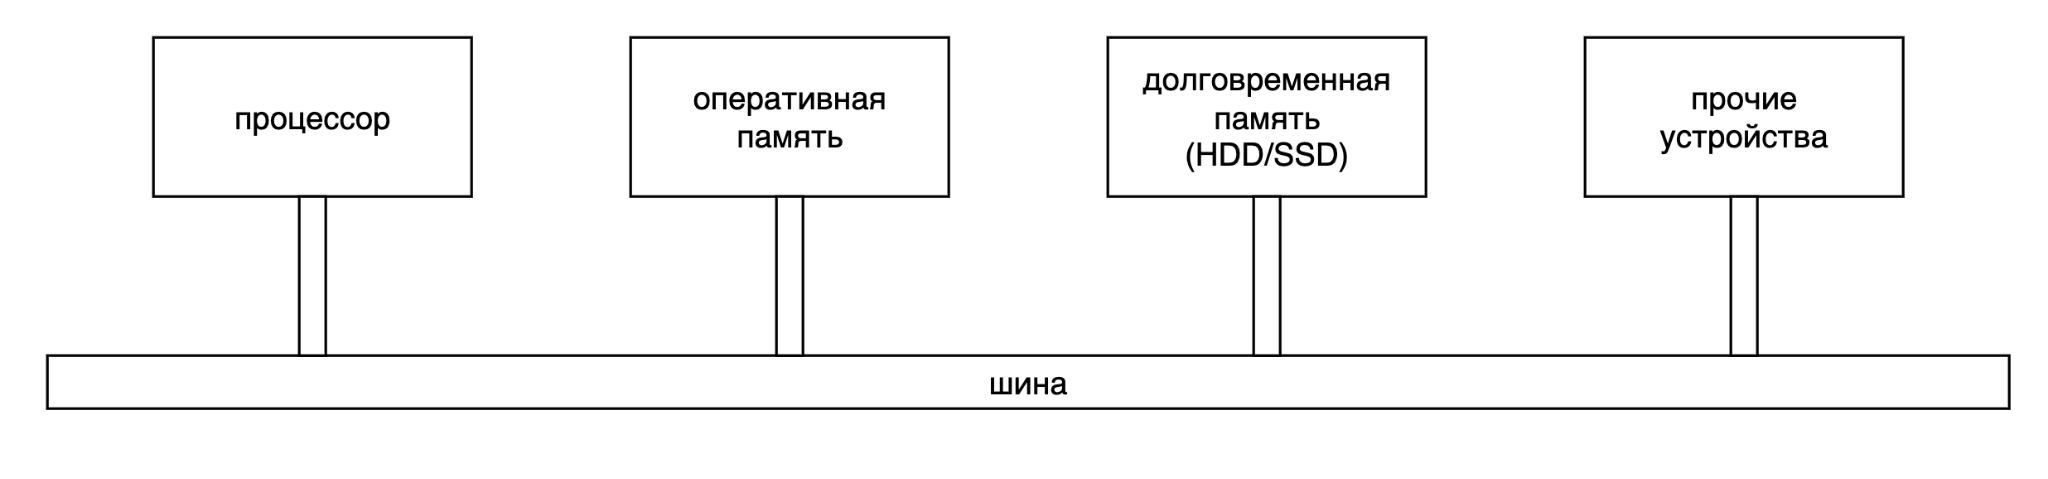 процессор
оперативная
память
долговременная
память
(HDD/SSD)
прочие
устройства
шина